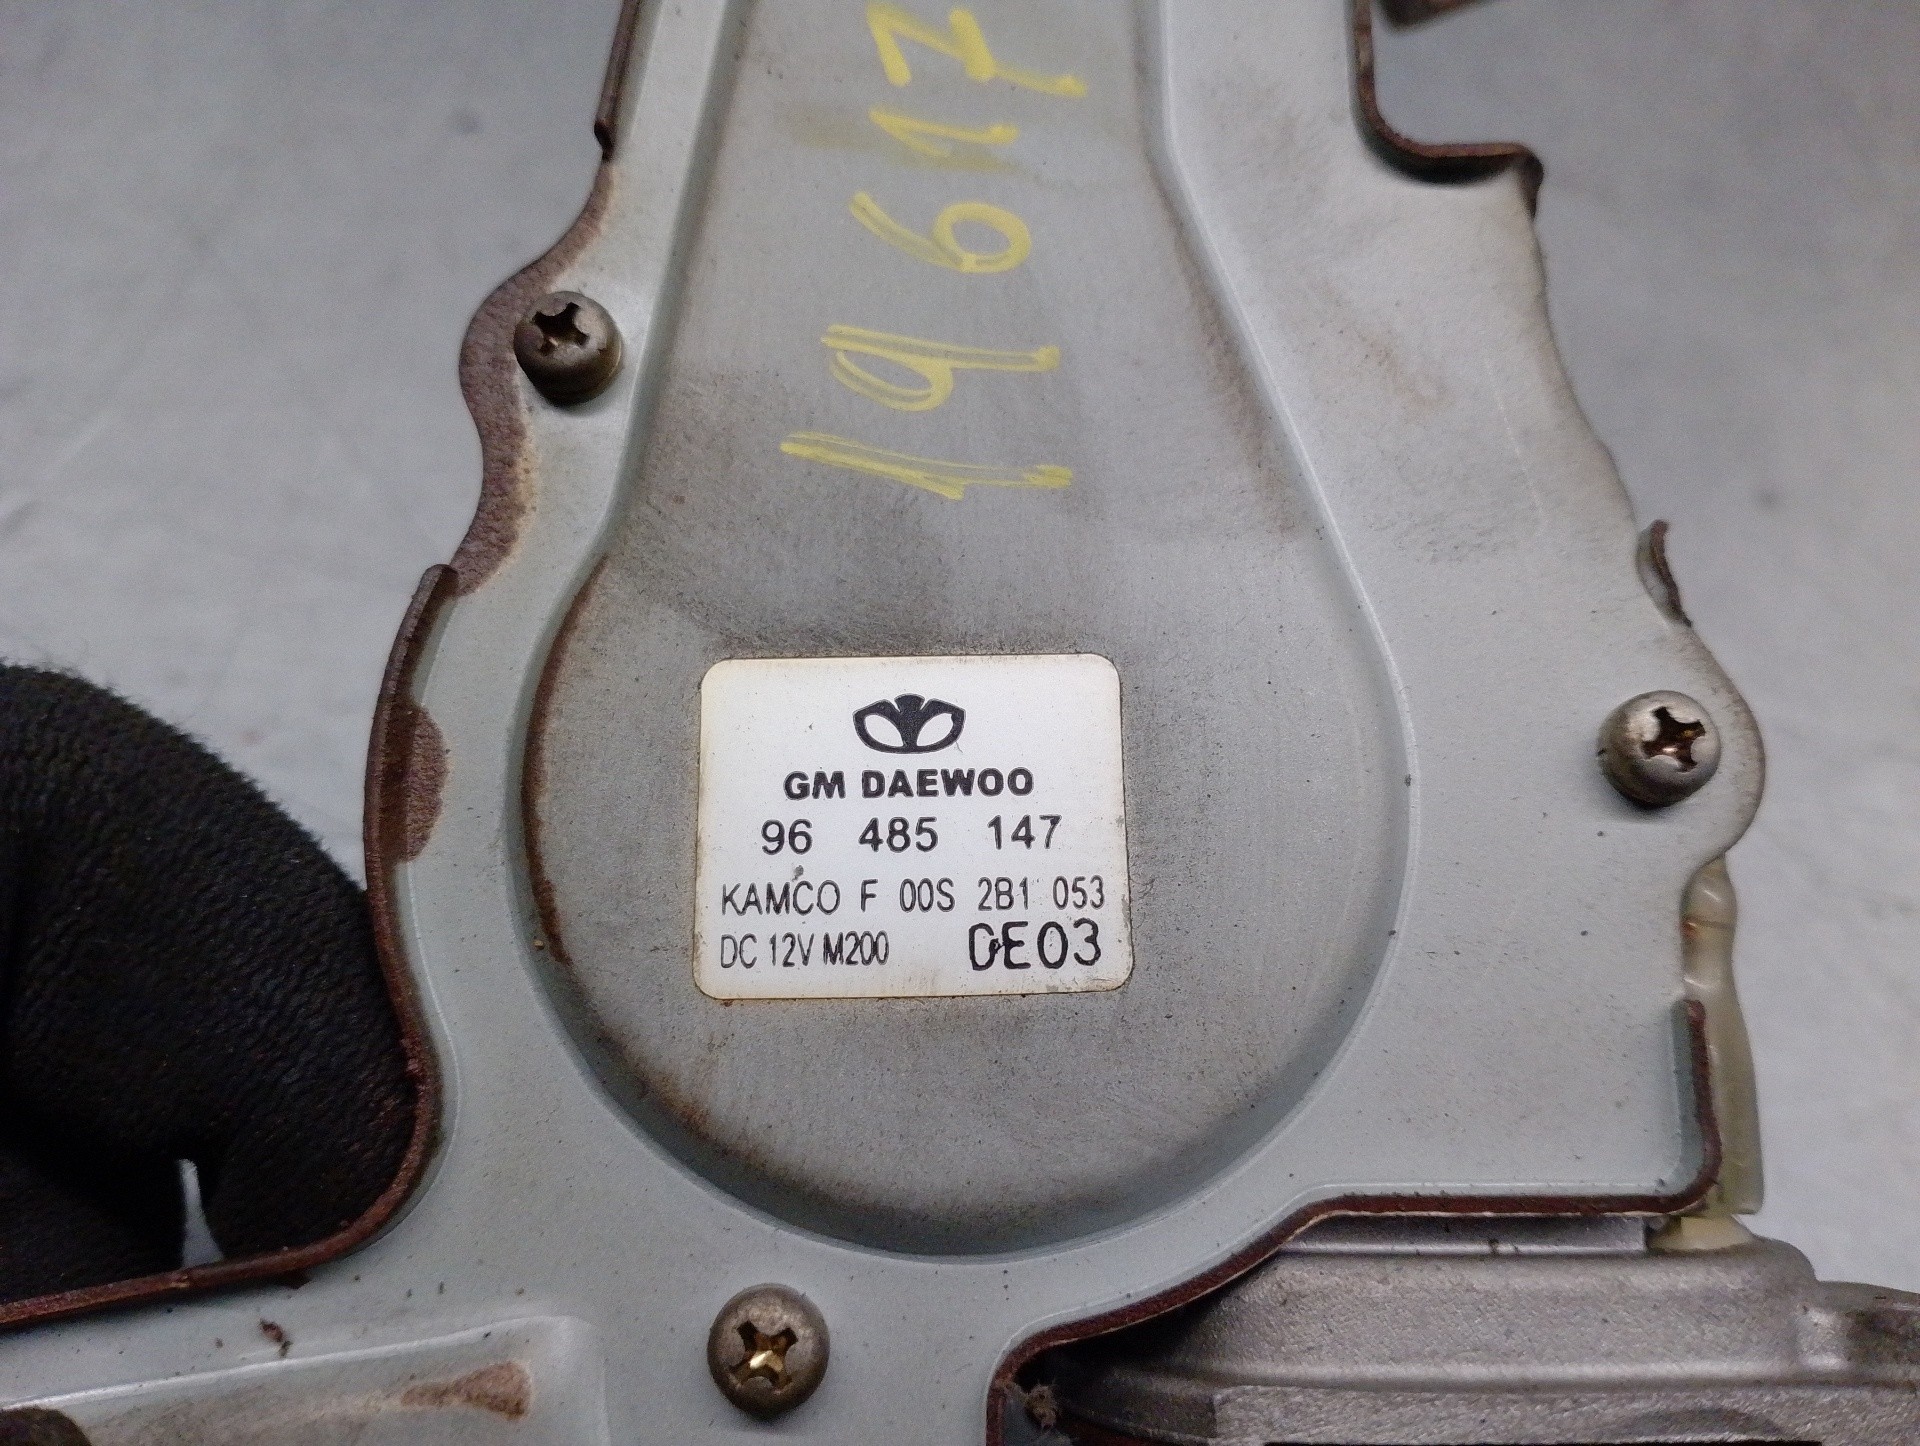 19617
GM DAEWOO
96 485 147
KAMCO F 00S 2B1 053
DC 12V M200 DE03